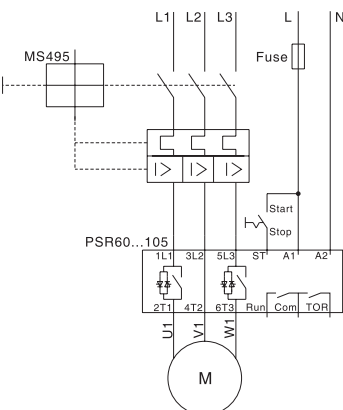 L1 L2 L3 L N
MS495 Fuse
I> I> I>
Start
Stop
PSR60...105
1L1 3L2 5L3 ST A1 A2
2T1 4T2 6T3 Run Com TOR
U1 V1 W1
M